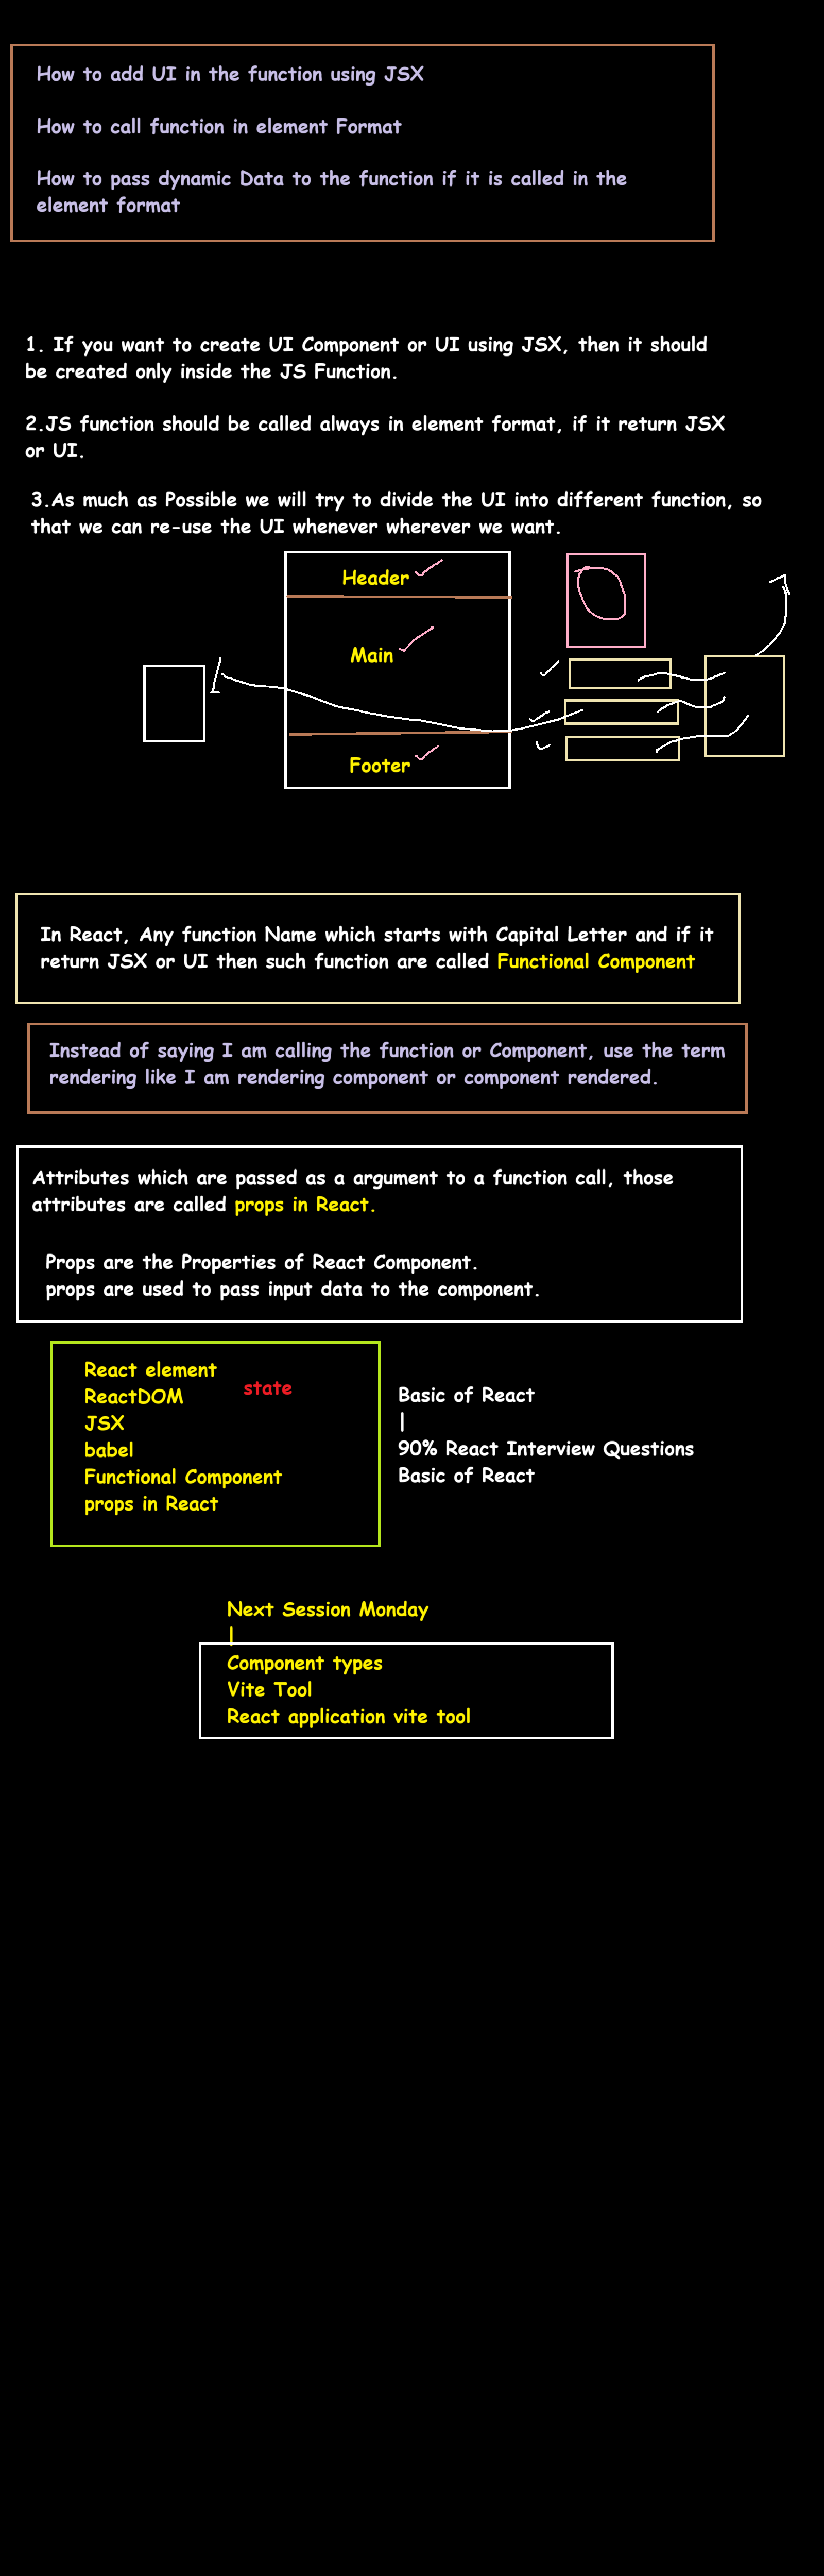 How to add UI in the function using JSX
How to call function in element Format
How to pass dynamic Data to the function if it is called in the
element format
1. If you want to create UI Component or UI using JSX, then it should
be created only inside the JS Function.
2.JS function should be called always in element format, if it return JSX
or UI.
3.As much as Possible we will try to divide the UI into different function, so
that we can re-use the UI whenever wherever we want.
Header
Main
Footer
In React, Any function Name which starts with Capital Letter and if it
return JSX or UI then such function are called Functional Component
Instead of saying I am calling the function or Component, use the term
rendering like I am rendering component or component rendered.
Attributes which are passed as a argument to a function call, those
attributes are called props in React.
Props are the Properties of React Component.
props are used to pass input data to the component.
React element
ReactDOM
state
JSX
babel
Functional Component
props in React
Basic of React
|
90% React Interview Questions
Basic of React
Next Session Monday
|
Component types
Vite Tool
React application vite tool